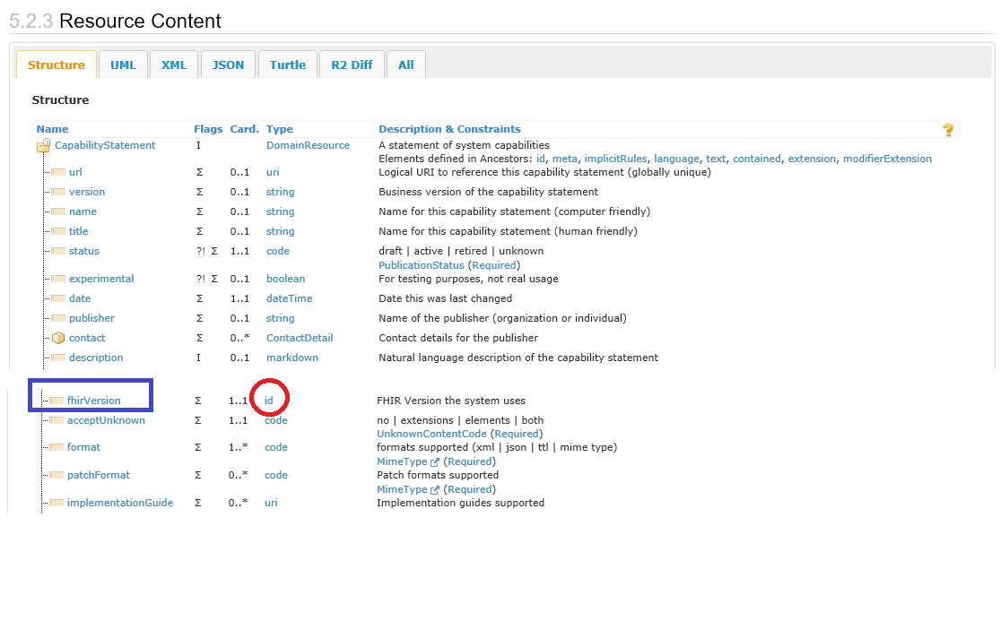 5.2.3 Resource Content
Structure UML XML JSON Turtle R2 Diff All
Structure
Name Flags Card. Type Description & Constraints ?
CapabilityStatement I DomainResource A statement of system capabilities
Elements defined in Ancestors: id, meta, implicitRules, language, text, contained, extension, modifierExtension
url Σ 0..1 uri Logical URI to reference this capability statement (globally unique)
version Σ 0..1 string Business version of the capability statement
name Σ 0..1 string Name for this capability statement (computer friendly)
title Σ 0..1 string Name for this capability statement (human friendly)
status ?! Σ 1..1 code draft | active | retired | unknown
PublicationStatus (Required)
experimental ?! Σ 0..1 boolean For testing purposes, not real usage
date Σ 1..1 dateTime Date this was last changed
publisher Σ 0..1 string Name of the publisher (organization or individual)
contact Σ 0..* ContactDetail Contact details for the publisher
description I 0..1 markdown Natural language description of the capability statement
fhirVersion Σ 1..1 id FHIR Version the system uses
acceptUnknown Σ 1..1 code no | extensions | elements | both
UnknownContentCode (Required)
format Σ 1..* code formats supported (xml | json | ttl | mime type)
MimeType (Required)
patchFormat Σ 0..* code Patch formats supported
MimeType (Required)
implementationGuide Σ 0..* uri Implementation guides supported